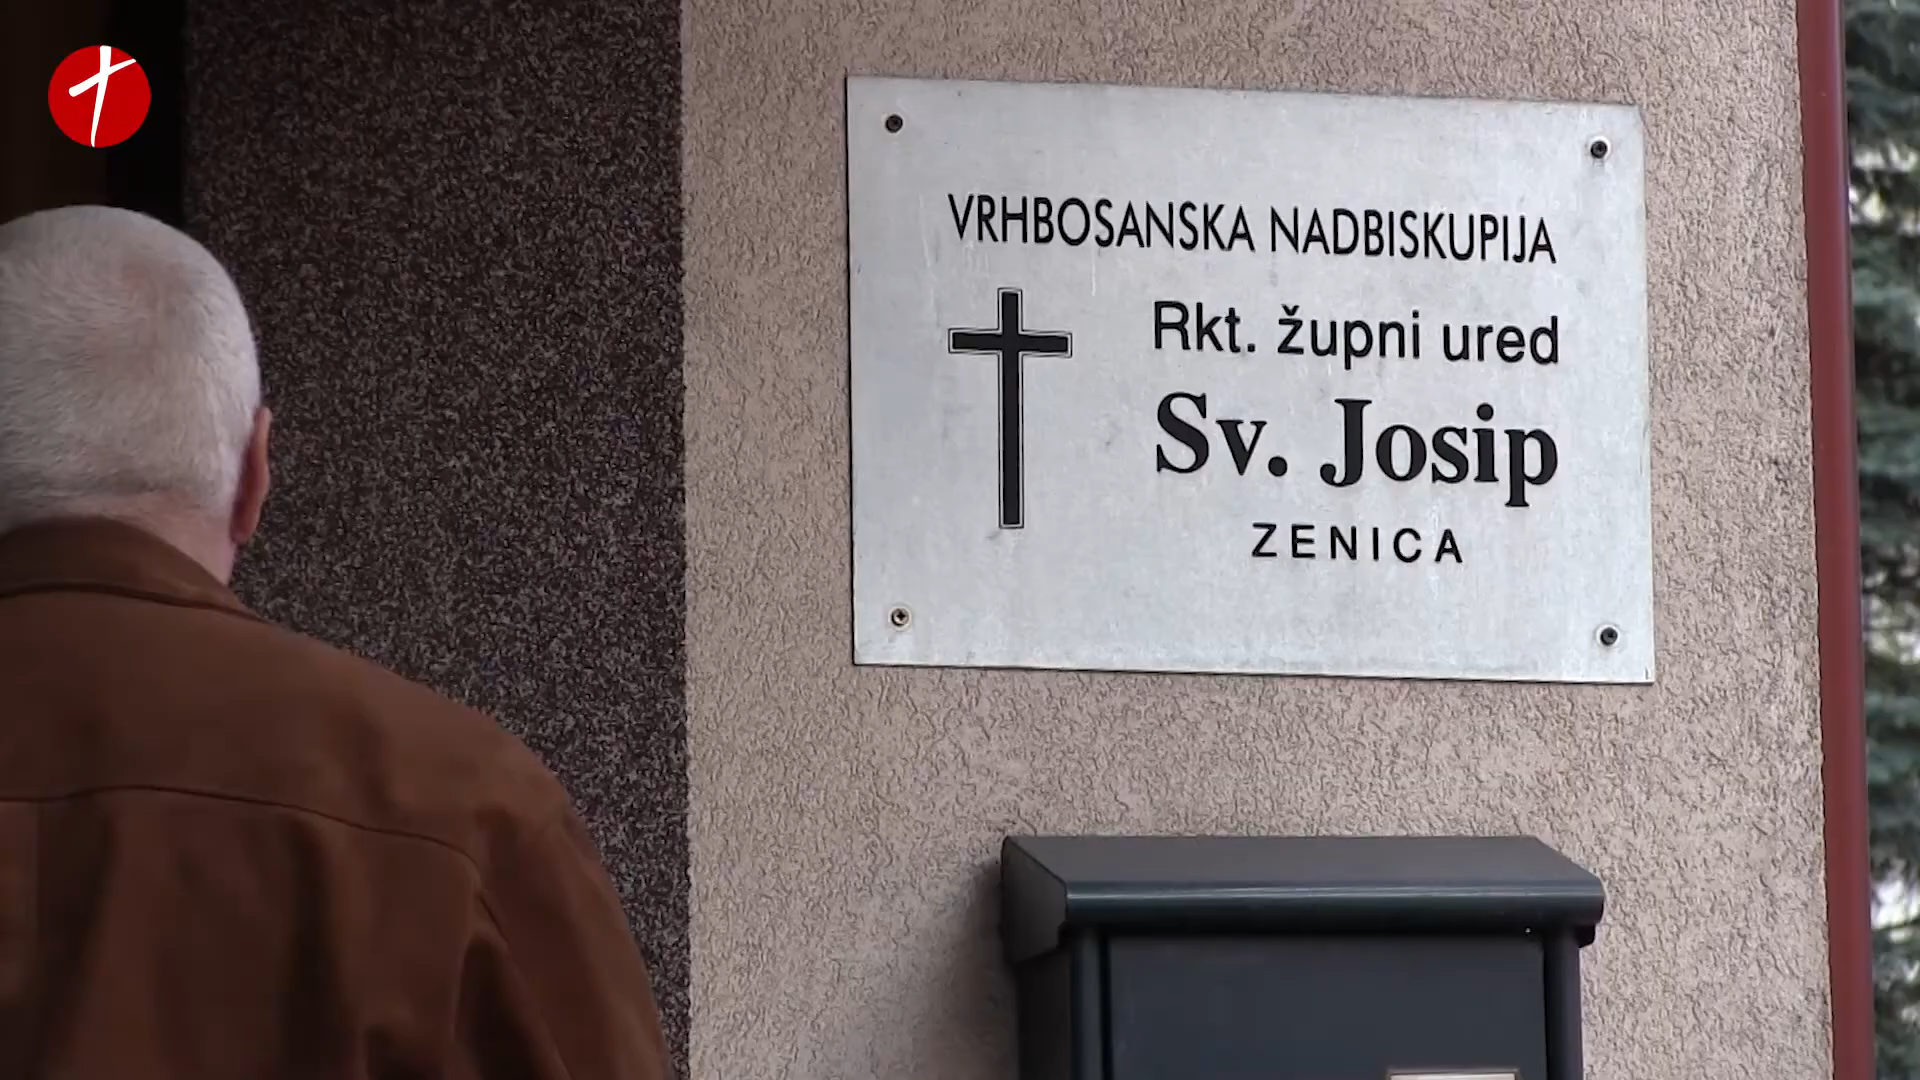 VRHBOSANSKA NADBISKUPIJA
Rkt. župni ured
Sv. Josip
ZENICA